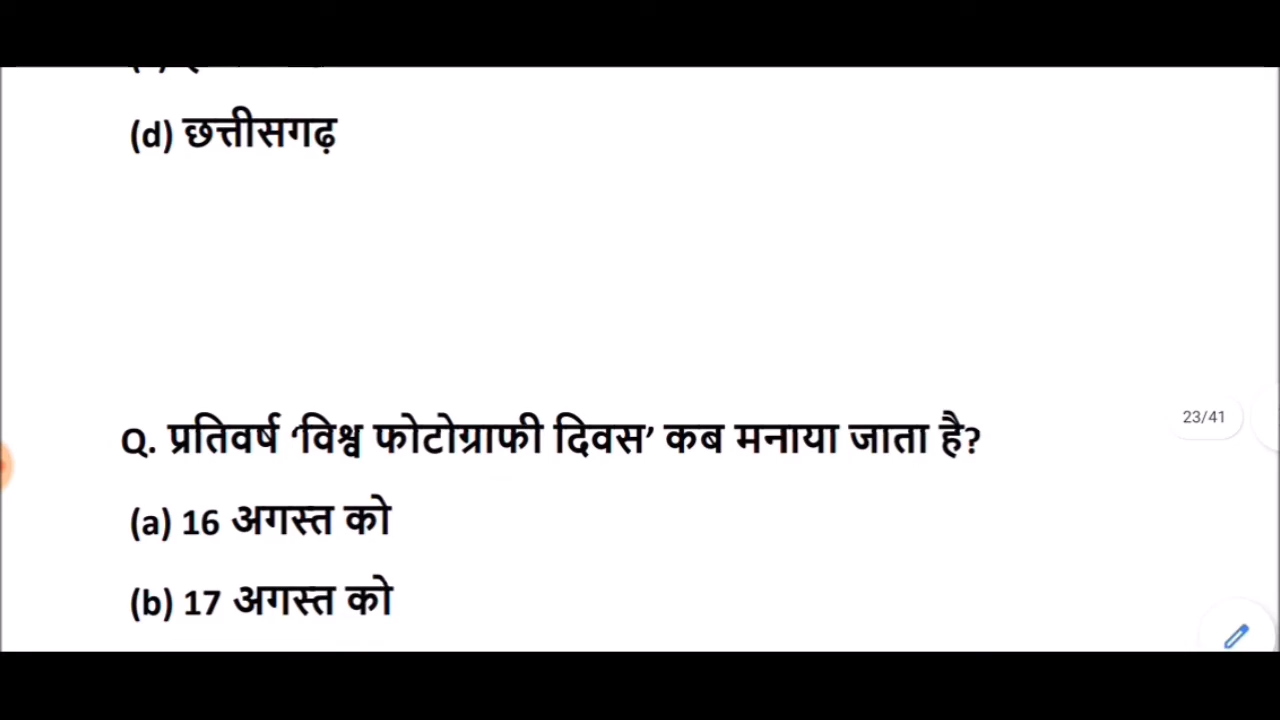 (d) छत्तीसगढ़
Q. प्रतिवर्ष ‘विश्व फोटोग्राफी दिवस’ कब मनाया जाता है?
23/41
(a) 16 अगस्त को
(b) 17 अगस्त को